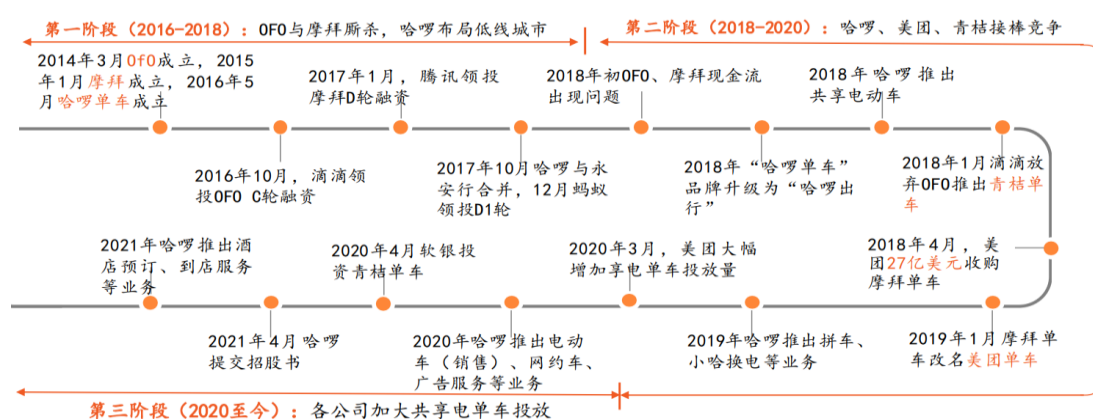 第一阶段（2016-2018）：OFO与摩拜厮杀，哈啰布局低线城市
第二阶段（2018-2020）：哈啰、美团、青桔接棒竞争
2014年3月OfO成立，2015
年1月摩拜成立，2016年5
月哈啰单车成立
2016年10月，滴滴领
投OFO C轮融资
2017年1月，腾讯领投
摩拜D轮融资
2017年10月哈啰与永
安行合并，12月蚂蚁
领投D1轮
2018年初OFO、摩拜现金流
出现问题
2018年“哈啰单车”
品牌升级为“哈啰出
行”
2018年哈啰推出
共享电动车
2018年1月滴滴放
弃OFO推出青桔单
车
2018年4月，美
团27亿美元收购
摩拜单车
2019年1月摩拜单
车改名美团单车
2019年哈啰推出拼车、
小哈换电等业务
2020年3月，美团大幅
增加享电单车投放量
2020年哈啰推出电动
车（销售）、网约车、
广告服务等业务
2020年4月软银投
资青桔单车
2021年4月哈啰
提交招股书
2021年哈啰推出酒
店预订、到店服务
等业务
第三阶段（2020至今）：各公司加大共享电单车投放